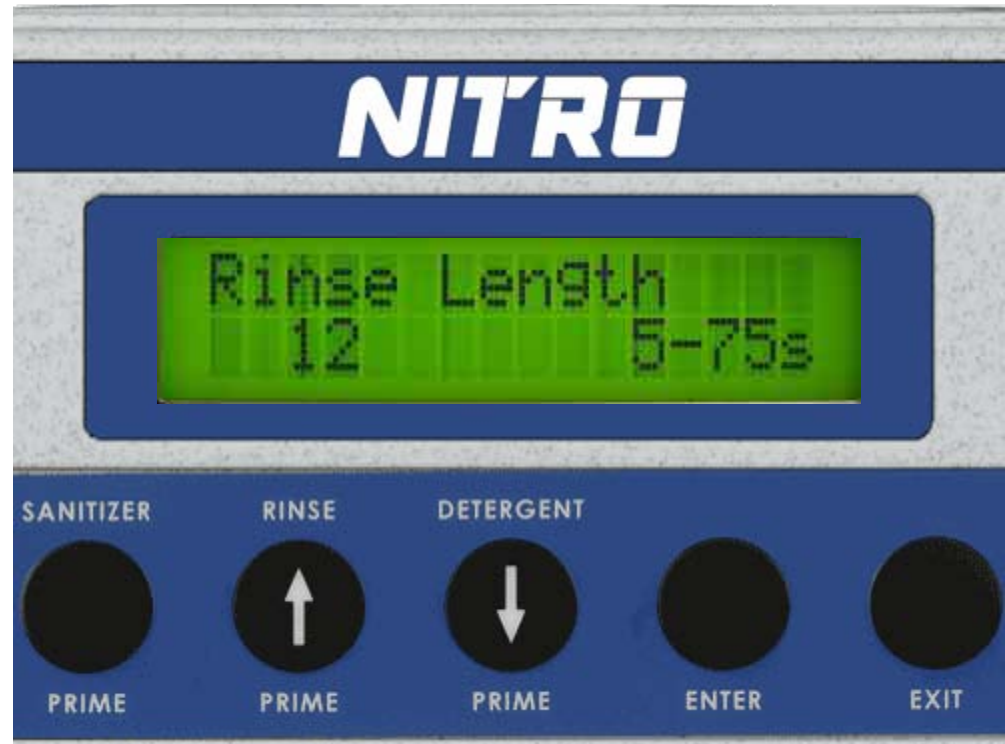 NITRO
Rinse Length
12 5-75s
SANITIZER RINSE DETERGENT
PRIME PRIME PRIME ENTER EXIT